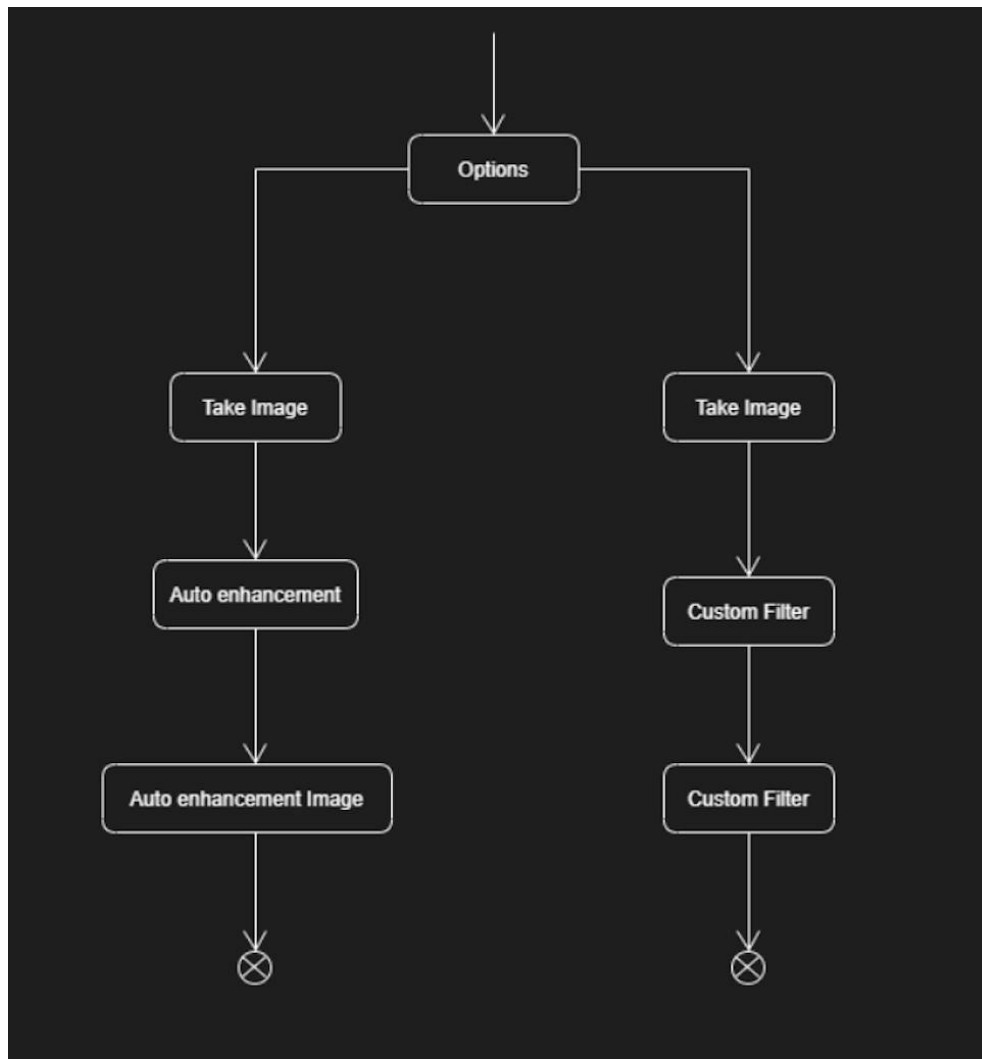 Options
Take Image
Take Image
Auto enhancement
Custom Filter
Auto enhancement Image
Custom Filter